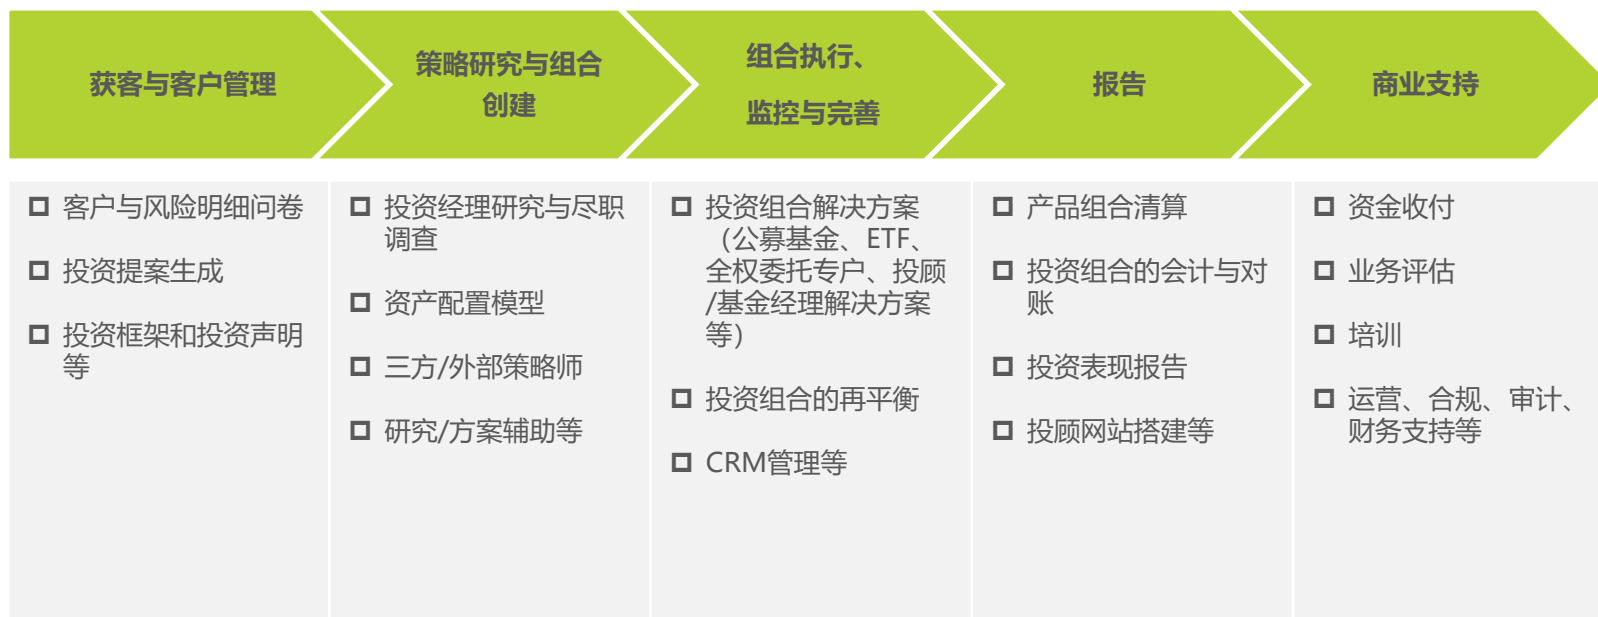 获客与客户管理
策略研究与组合
创建
组合执行、
监控与完善
报告
商业支持
客户与风险明细问卷
投资提案生成
投资框架和投资声明
等
投资经理研究与尽职
调查
资产配置模型
三方/外部策略师
研究/方案辅助等
投资组合解决方案
（公募基金、ETF、
全权委托专户、投顾
/基金经理解决方案
等）
投资组合的再平衡
CRM管理等
产品组合清算
投资组合的会计与对
账
投资表现报告
投顾网站搭建等
资金收付
业务评估
培训
运营、合规、审计、
财务支持等